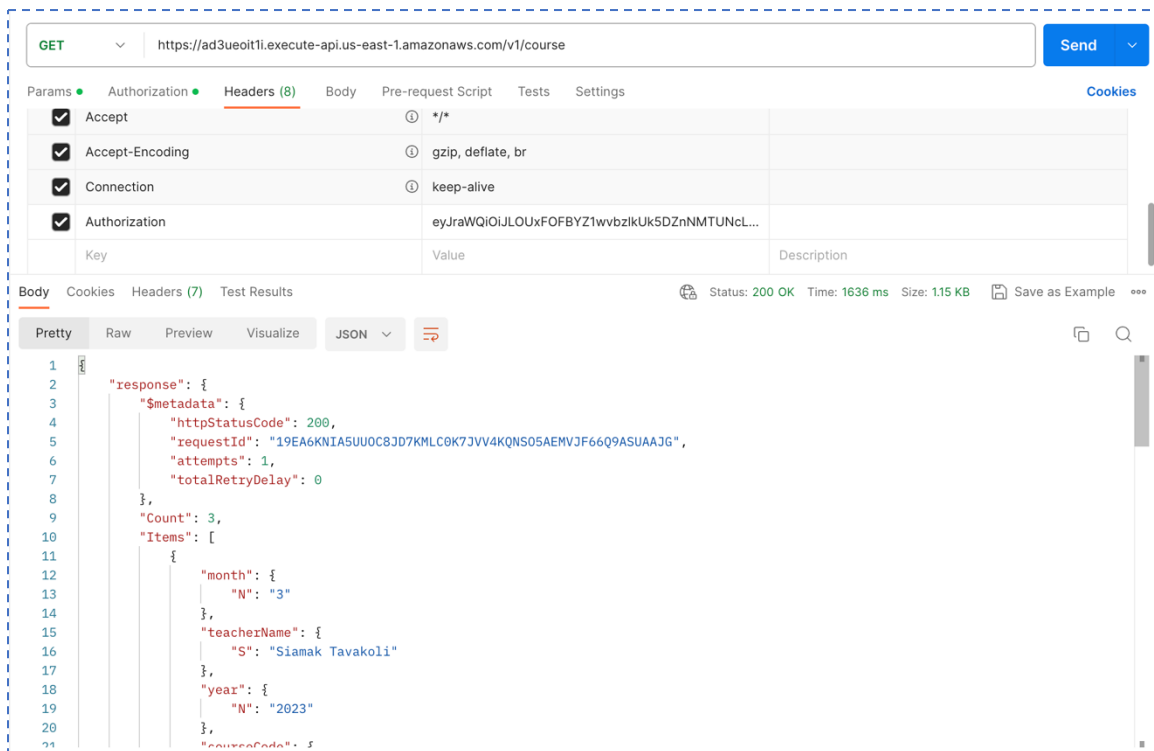 GET https://ad3ueoit1i.execute-api.us-east-1.amazonaws.com/v1/course Send
Params Authorization Headers (8) Body Pre-request Script Tests Settings Cookies
Accept */*
Accept-Encoding gzip, deflate, br
Connection keep-alive
Authorization eyJraWQiOiJLOUxFOFBYZ1wvbzlkUk5DZnNMTUNcL...
Key Value Description
Body Cookies Headers (7) Test Results Status: 200 OK Time: 1636 ms Size: 1.15 KB Save as Example
Pretty Raw Preview Visualize JSON
1 {
2 "response": {
3 "$metadata": {
4 "httpStatusCode": 200,
5 "requestId": "19EA6KNIA5UUOC8JD7KMLC0K7JVV4KQNSO5AEMVJF66Q9ASUAAJG",
6 "attempts": 1,
7 "totalRetryDelay": 0
8 },
9 "Count": 3,
10 "Items": [
11 {
12 "month": {
13 "N": "3"
14 },
15 "teacherName": {
16 "S": "Siamak Tavakoli"
17 },
18 "year": {
19 "N": "2023"
20 },
21 "courseCode": {